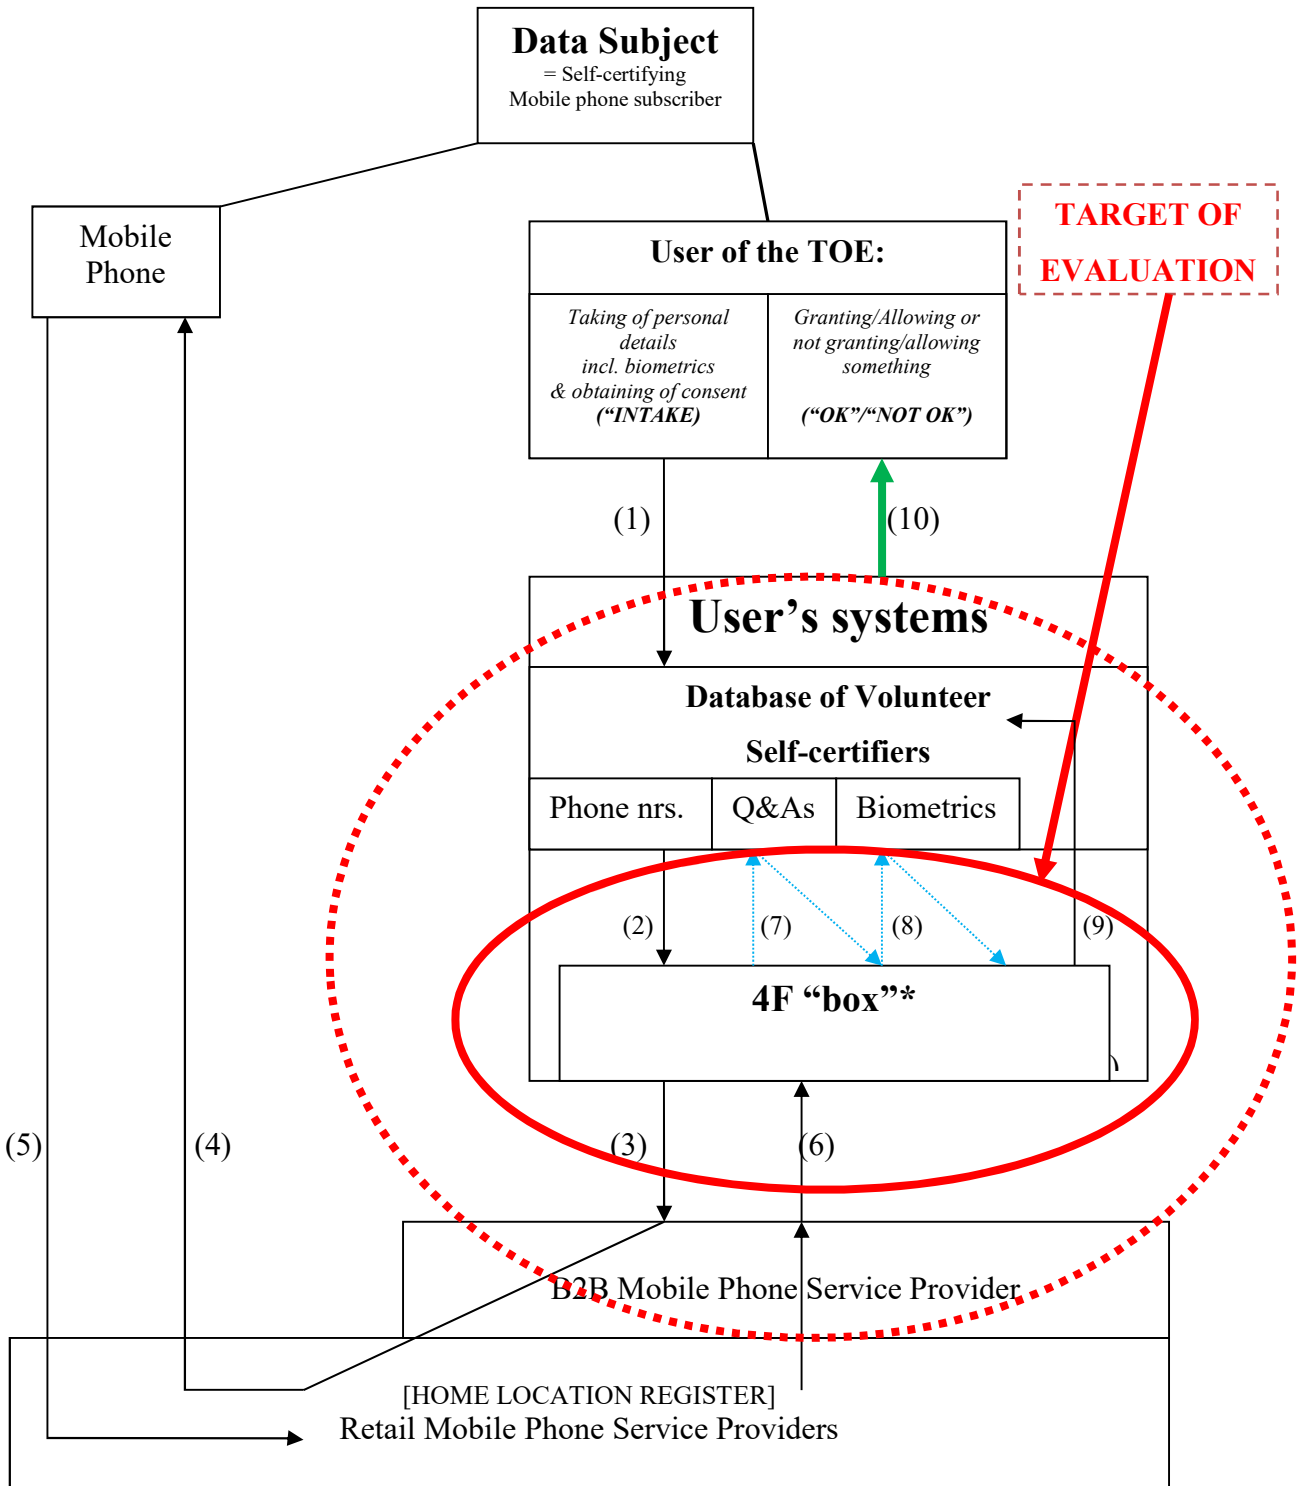 Data Subject
= Self-certifying
Mobile phone subscriber
Mobile
Phone
User of the TOE:
TARGET OF
EVALUATION
Taking of personal
details
incl. biometrics
& obtaining of consent
(“INTAKE)
Granting/Allowing or
not granting/allowing
something
(“OK”/“NOT OK”)
(1)
(10)
User’s systems
Database of Volunteer
Self-certifiers
Phone nrs.
Q&As
Biometrics
(2)
(7)
(8)
(9)
4F “box”*
(5)
(4)
(3)
(6)
B2B Mobile Phone Service Provider
[HOME LOCATION REGISTER]
Retail Mobile Phone Service Providers